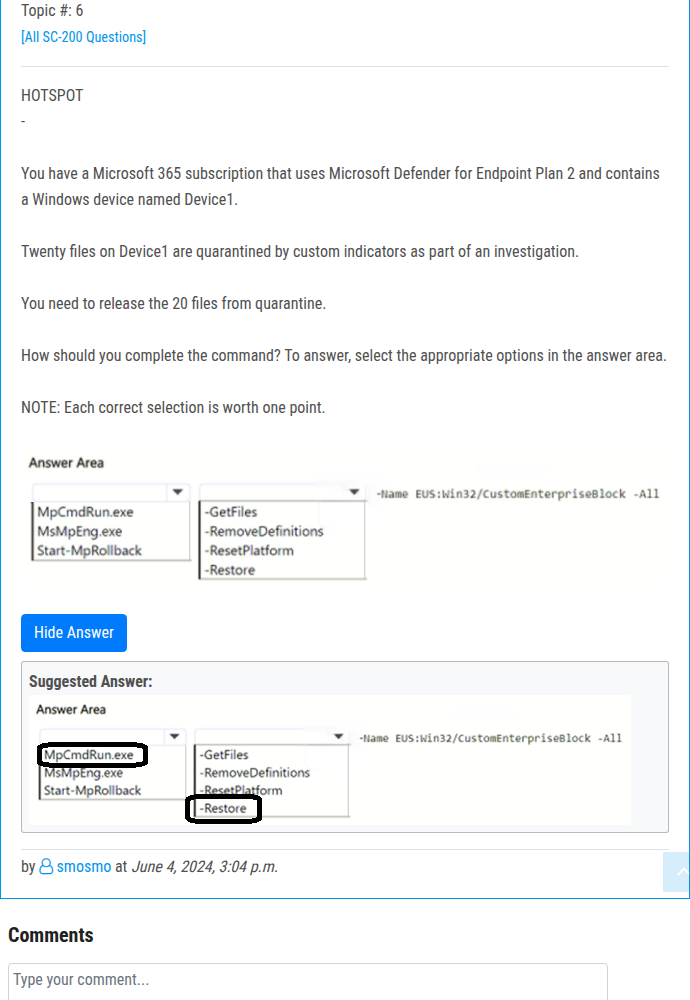 Topic #: 6
[All SC-200 Questions]
HOTSPOT
-
You have a Microsoft 365 subscription that uses Microsoft Defender for Endpoint Plan 2 and contains
a Windows device named Device1.
Twenty files on Device1 are quarantined by custom indicators as part of an investigation.
You need to release the 20 files from quarantine.
How should you complete the command? To answer, select the appropriate options in the answer area.
NOTE: Each correct selection is worth one point.
Answer Area
-Name EUS:Win32/CustomEnterpriseBlock -All
MpCmdRun.exe
MsMpEng.exe
Start-MpRollback
-GetFiles
-RemoveDefinitions
-ResetPlatform
-Restore
Hide Answer
Suggested Answer:
Answer Area
-Name EUS:Win32/CustomEnterpriseBlock -All
MpCmdRun.exe
MsMpEng.exe
Start-MpRollback
-GetFiles
-RemoveDefinitions
-ResetPlatform
-Restore
by smosmo at June 4, 2024, 3:04 p.m.
Comments
Type your comment...